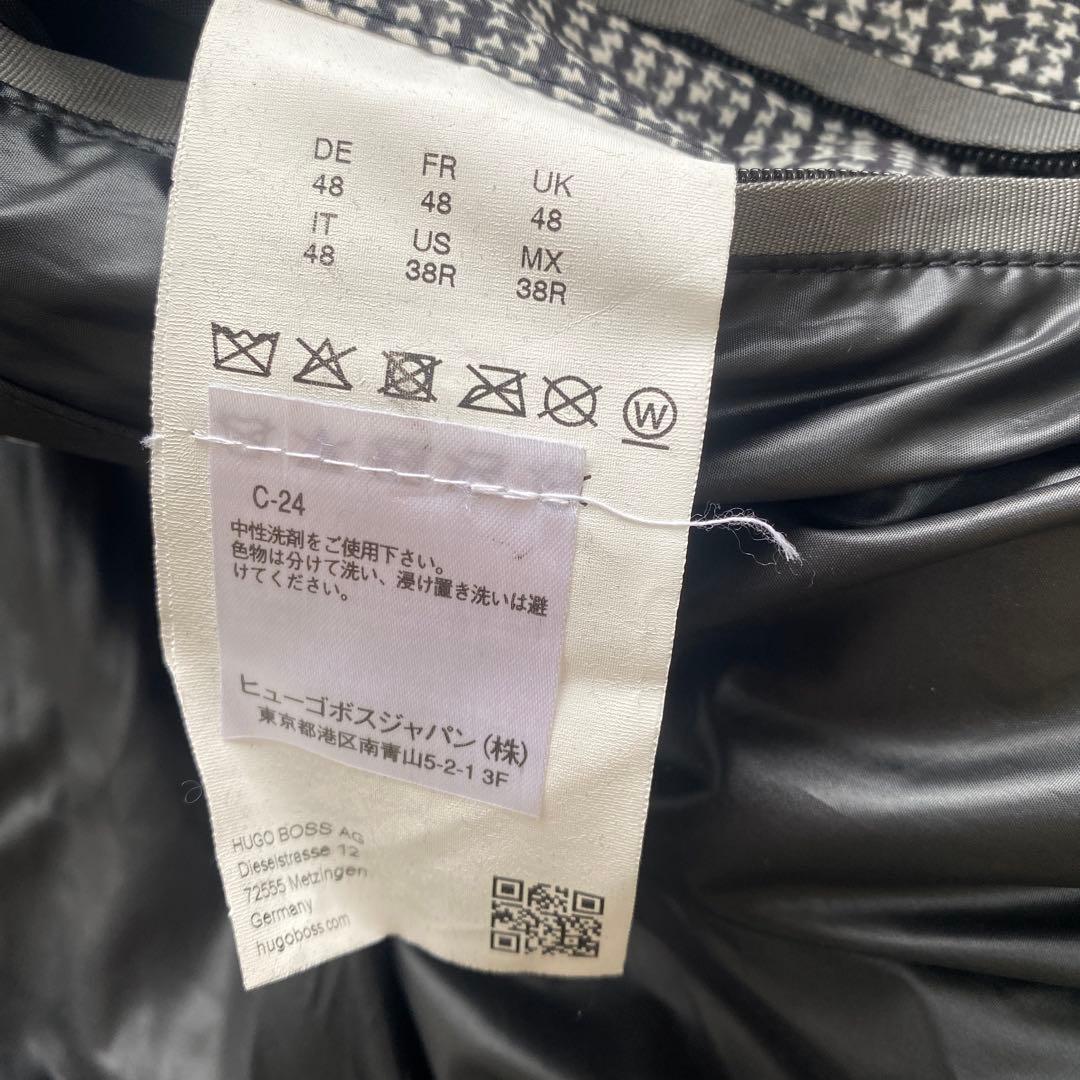 DE FR UK
48 48 48
IT US MX
48 38R 38R
W
C-24
中性洗剤をご使用下さい。
色物は分けて洗い、浸け置き洗いは避
けてください。
ヒューゴボスジャパン(株)
東京都港区南青山5-2-1 3F
HUGO BOSS AG
Dieselstrasse 12
72555 Metzingen
Germany
hugoboss.com